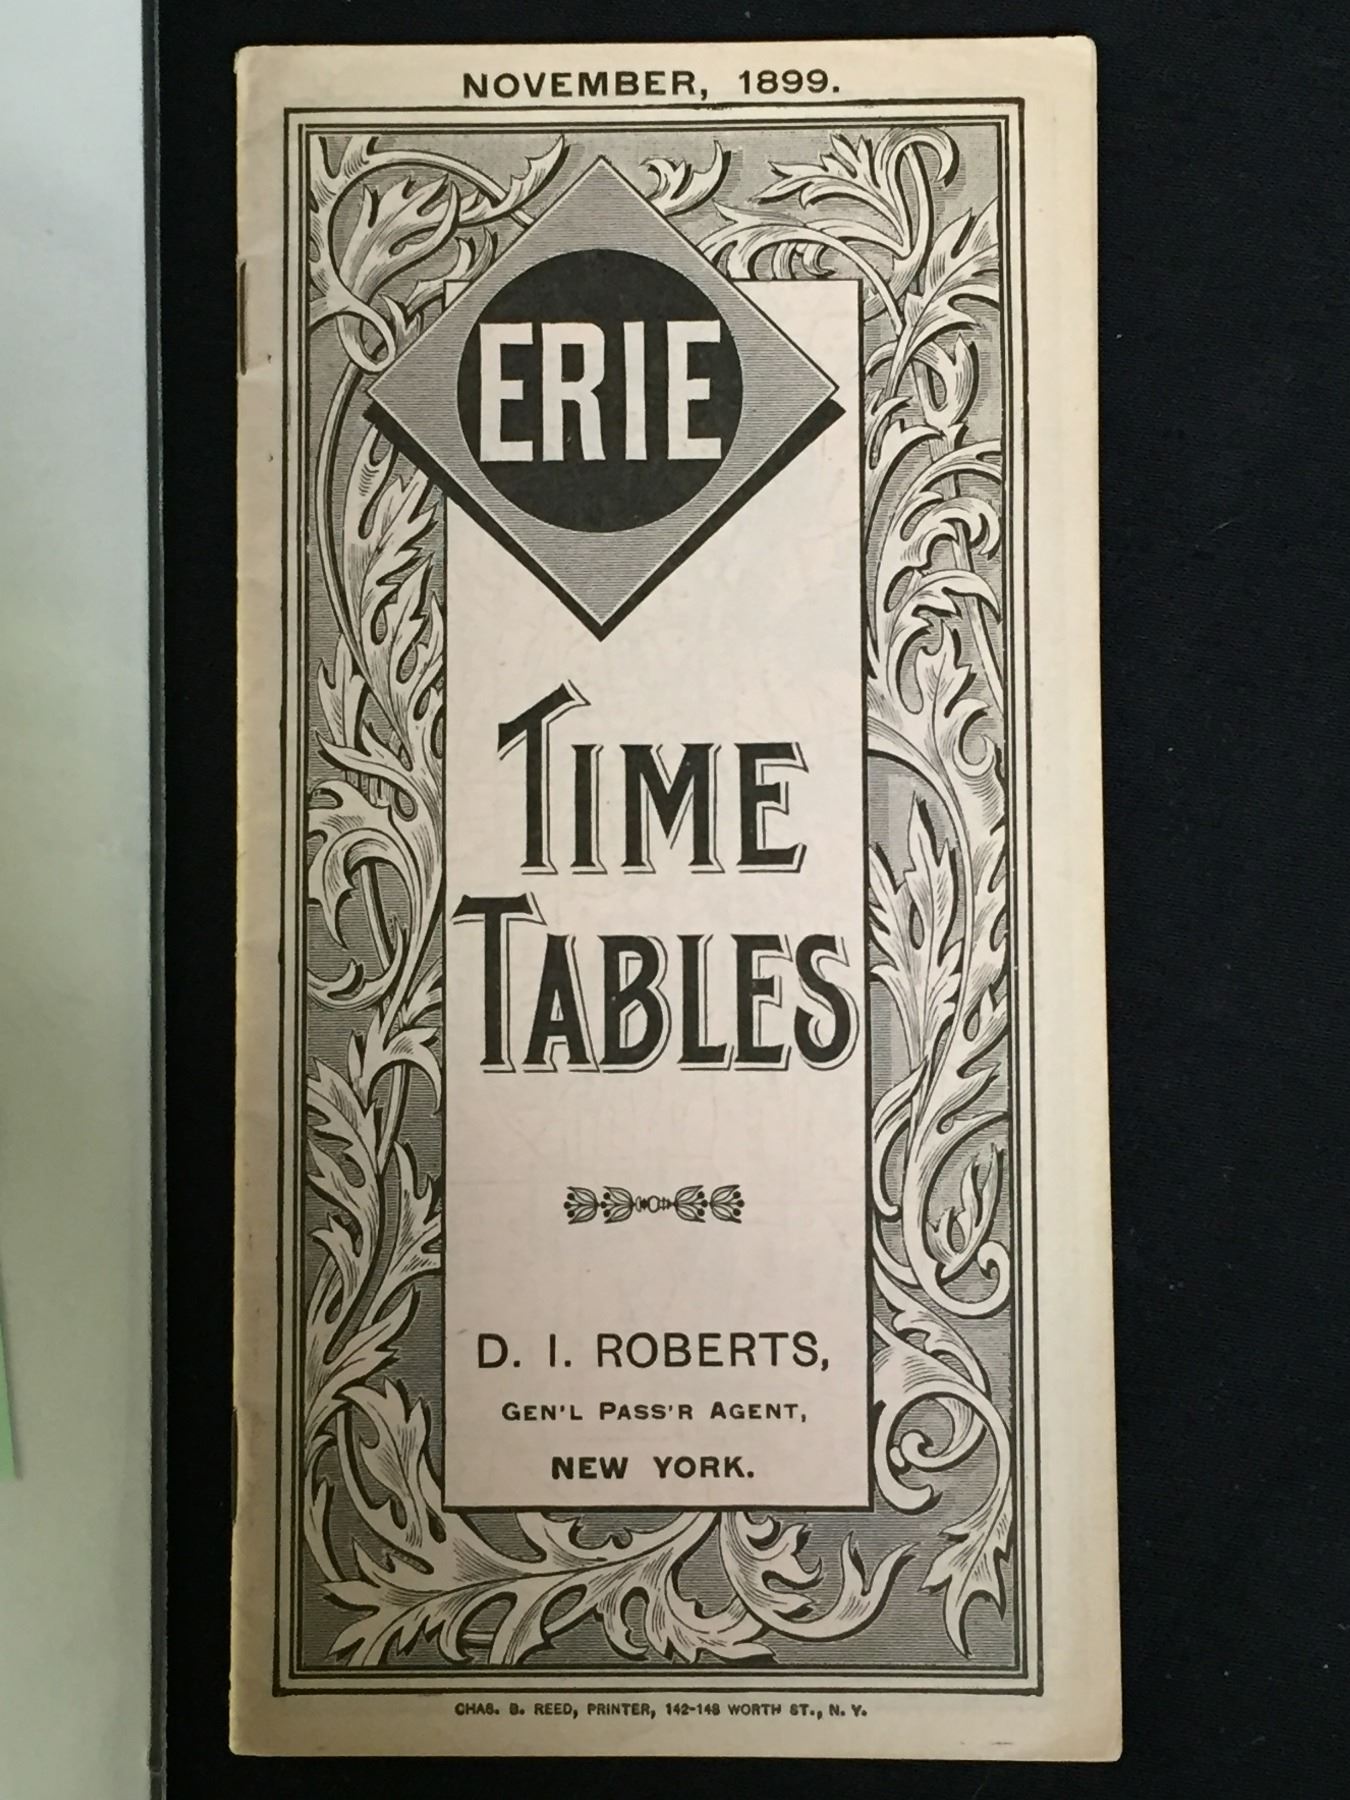 NOVEMBER, 1899.
ERIE
TIME
TABLES
D. I. ROBERTS,
GEN'L PASS'R AGENT,
NEW YORK.
CHAS. B. REED, PRINTER, 142-148 WORTH ST., N. Y.